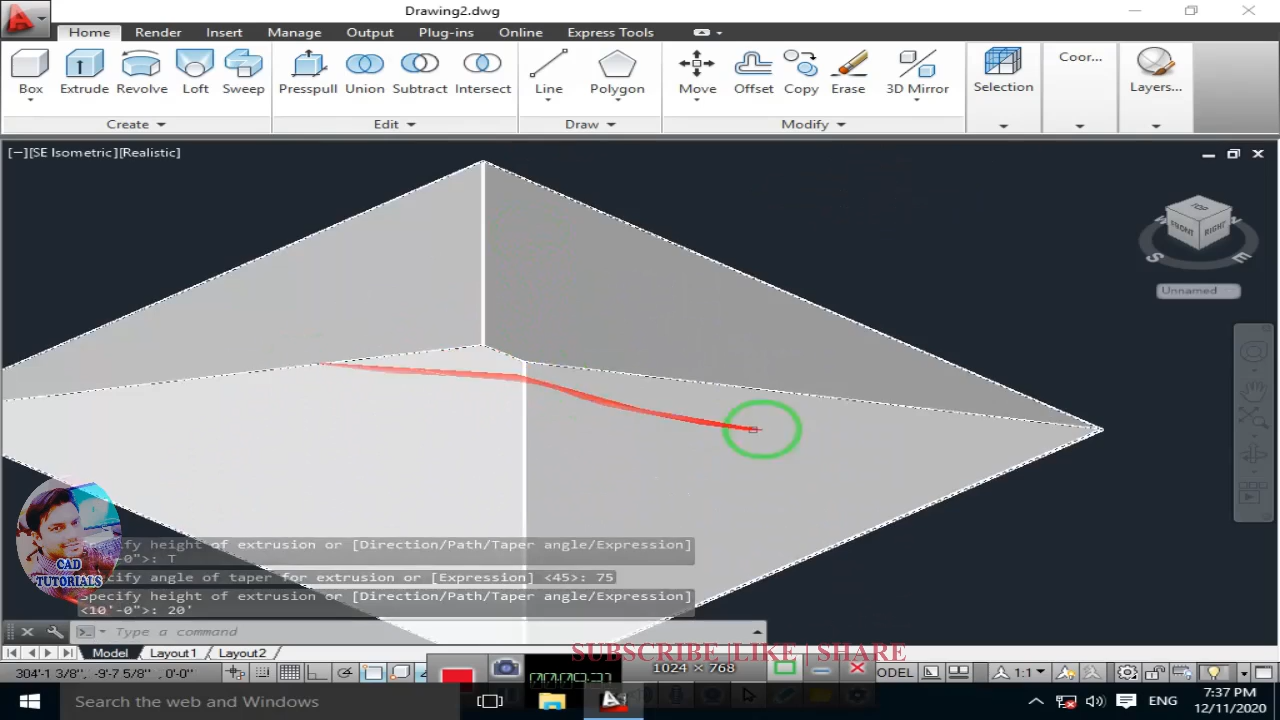 Drawing2.dwg
Home Render Insert Manage Output Plug-ins Online Express Tools
Box Extrude Revolve Loft Sweep Presspull Union Subtract Intersect Line Polygon Move Offset Copy Erase 3D Mirror Selection Coor... Layers...
Create Edit Draw Modify
[−][SE Isometric][Realistic]
TOP
FRONT RIGHT
S E
Unnamed
CAD
TUTORIALS
Specify height of extrusion or [Direction/Path/Taper angle/Expression]
-0">: T
Specify angle of taper for extrusion or [Expression] <45>: 75
Specify height of extrusion or [Direction/Path/Taper angle/Expression]
<10'-0">: 20'
Type a command
SUBSCRIBE |LIKE | SHARE
Model Layout1 Layout2
304'-1 3/8", -9'-7 5/8" , 0'-0"
1024 × 768
ODEL
1:1
Search the web and Windows
ENG
7:37 PM
12/11/2020